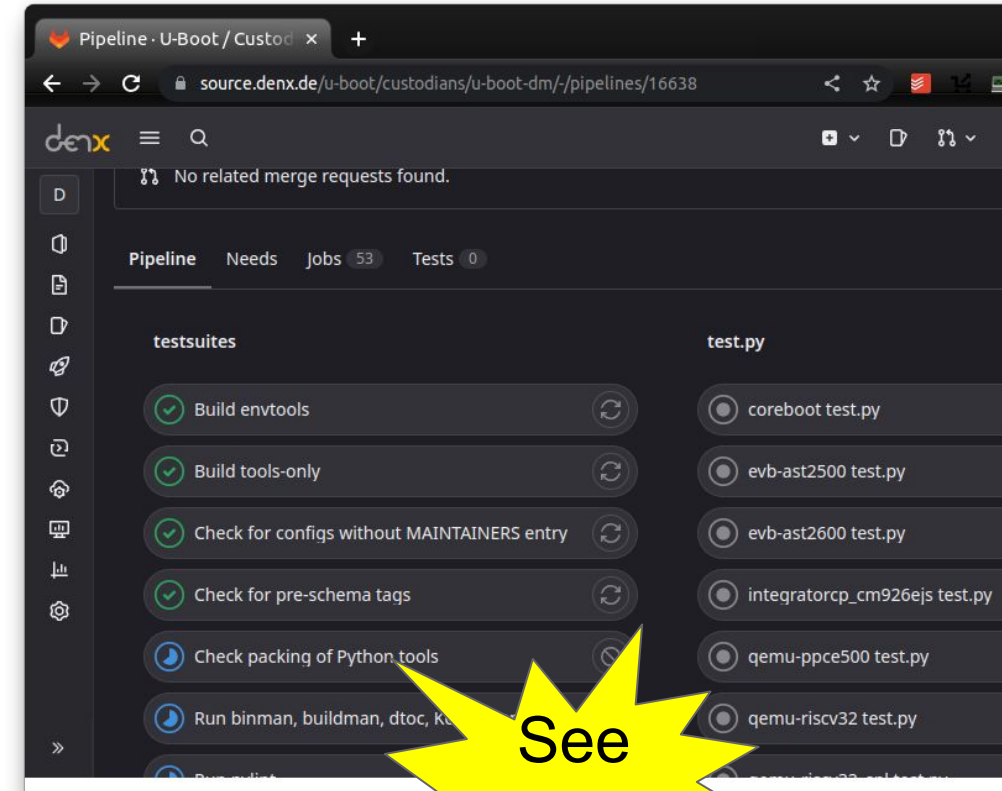 Pipeline · U-Boot / Custod
source.denx.de/u-boot/custodians/u-boot-dm/-/pipelines/16638
denx
D
No related merge requests found.
Pipeline Needs Jobs 53 Tests 0
testsuites
Build envtools
Build tools-only
Check for configs without MAINTAINERS entry
Check for pre-schema tags
Check packing of Python tools
Run binman, buildman, dtoc,
Run pylint
test.py
coreboot test.py
evb-ast2500 test.py
evb-ast2600 test.py
integratorcp_cm926ejs test.py
qemu-ppce500 test.py
qemu-riscv32 test.py
See